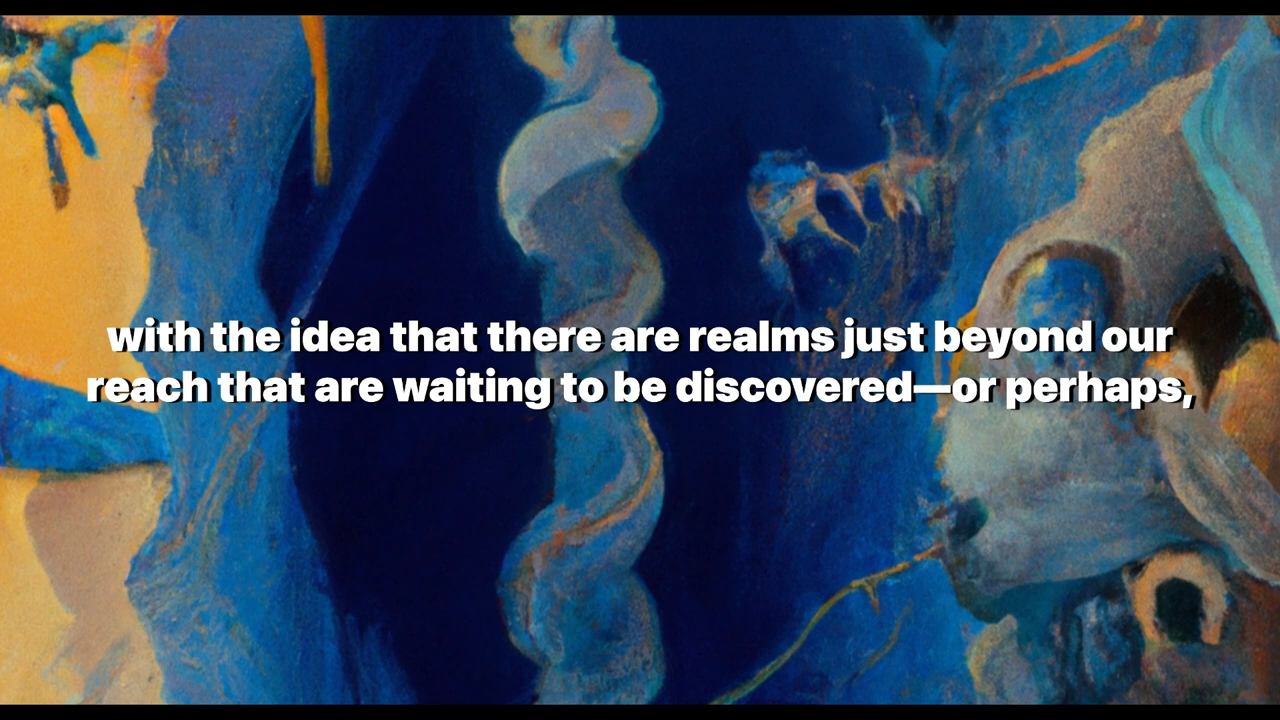 with the idea that there are realms just beyond our
reach that are waiting to be discovered—or perhaps,